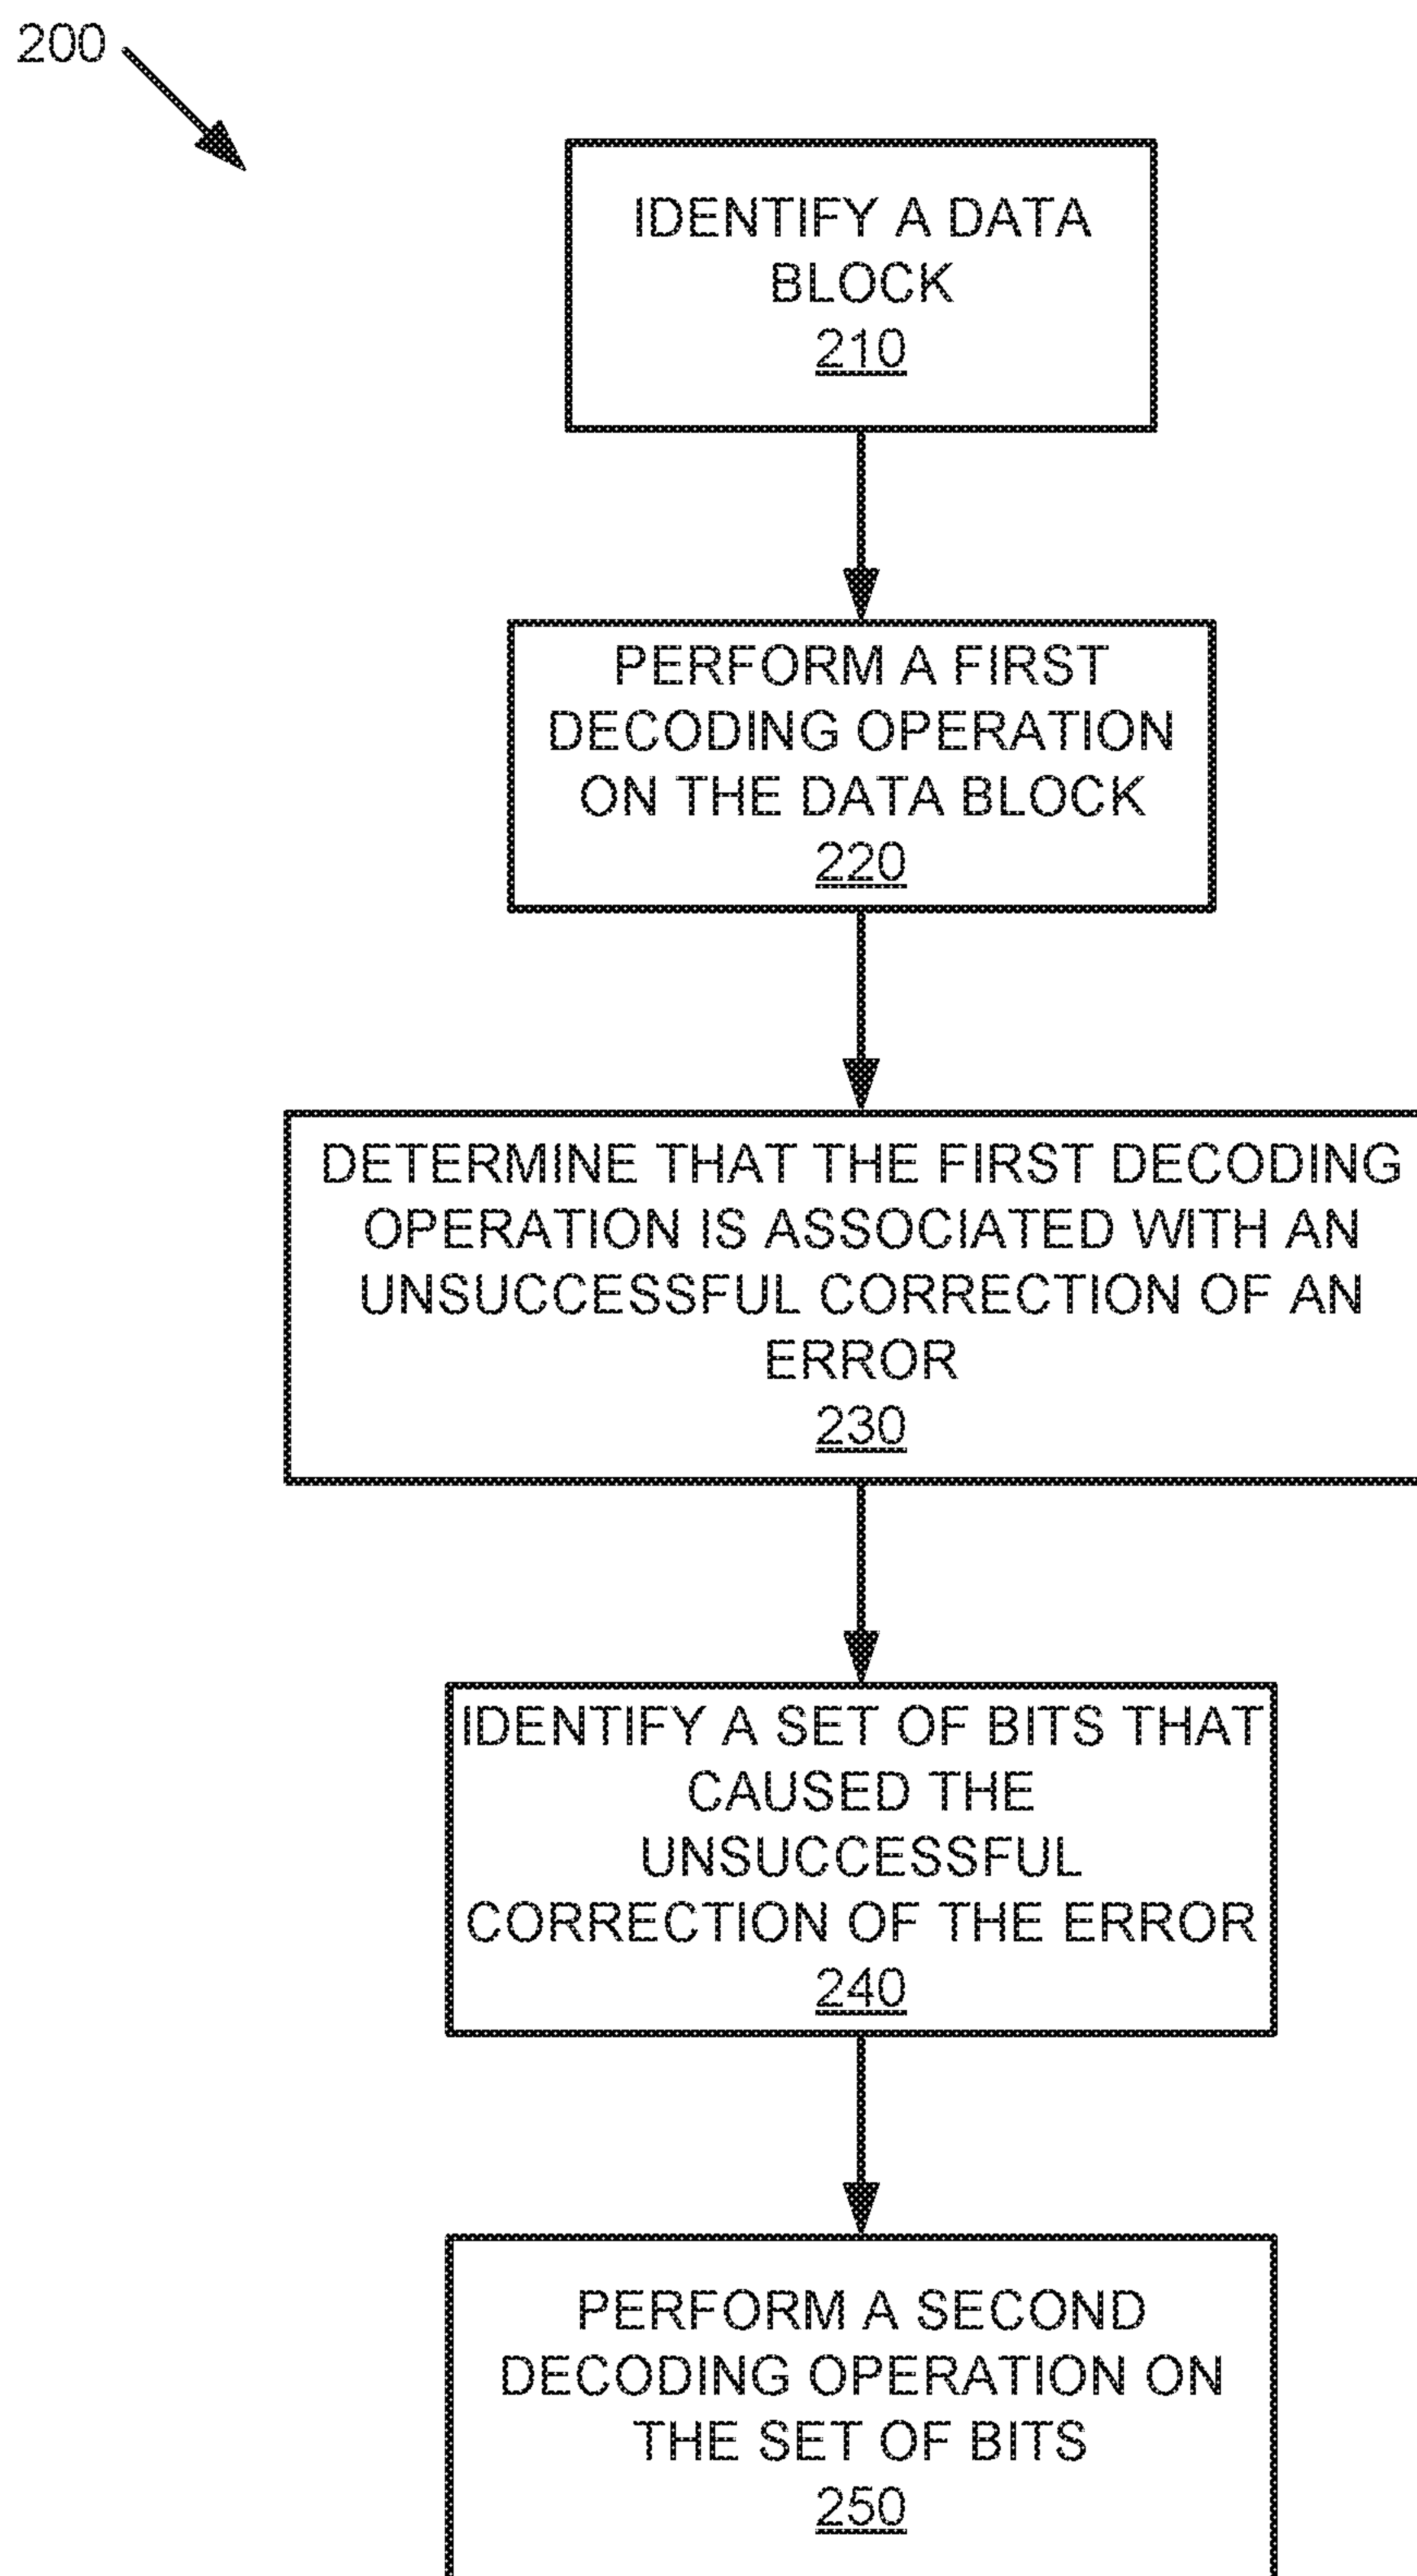 200
IDENTIFY A DATA
BLOCK
210
PERFORM A FIRST
DECODING OPERATION
ON THE DATA BLOCK
220
DETERMINE THAT THE FIRST DECODING
OPERATION IS ASSOCIATED WITH AN
UNSUCCESSFUL CORRECTION OF AN
ERROR
230
IDENTIFY A SET OF BITS THAT
CAUSED THE
UNSUCCESSFUL
CORRECTION OF THE ERROR
240
PERFORM A SECOND
DECODING OPERATION ON
THE SET OF BITS
250